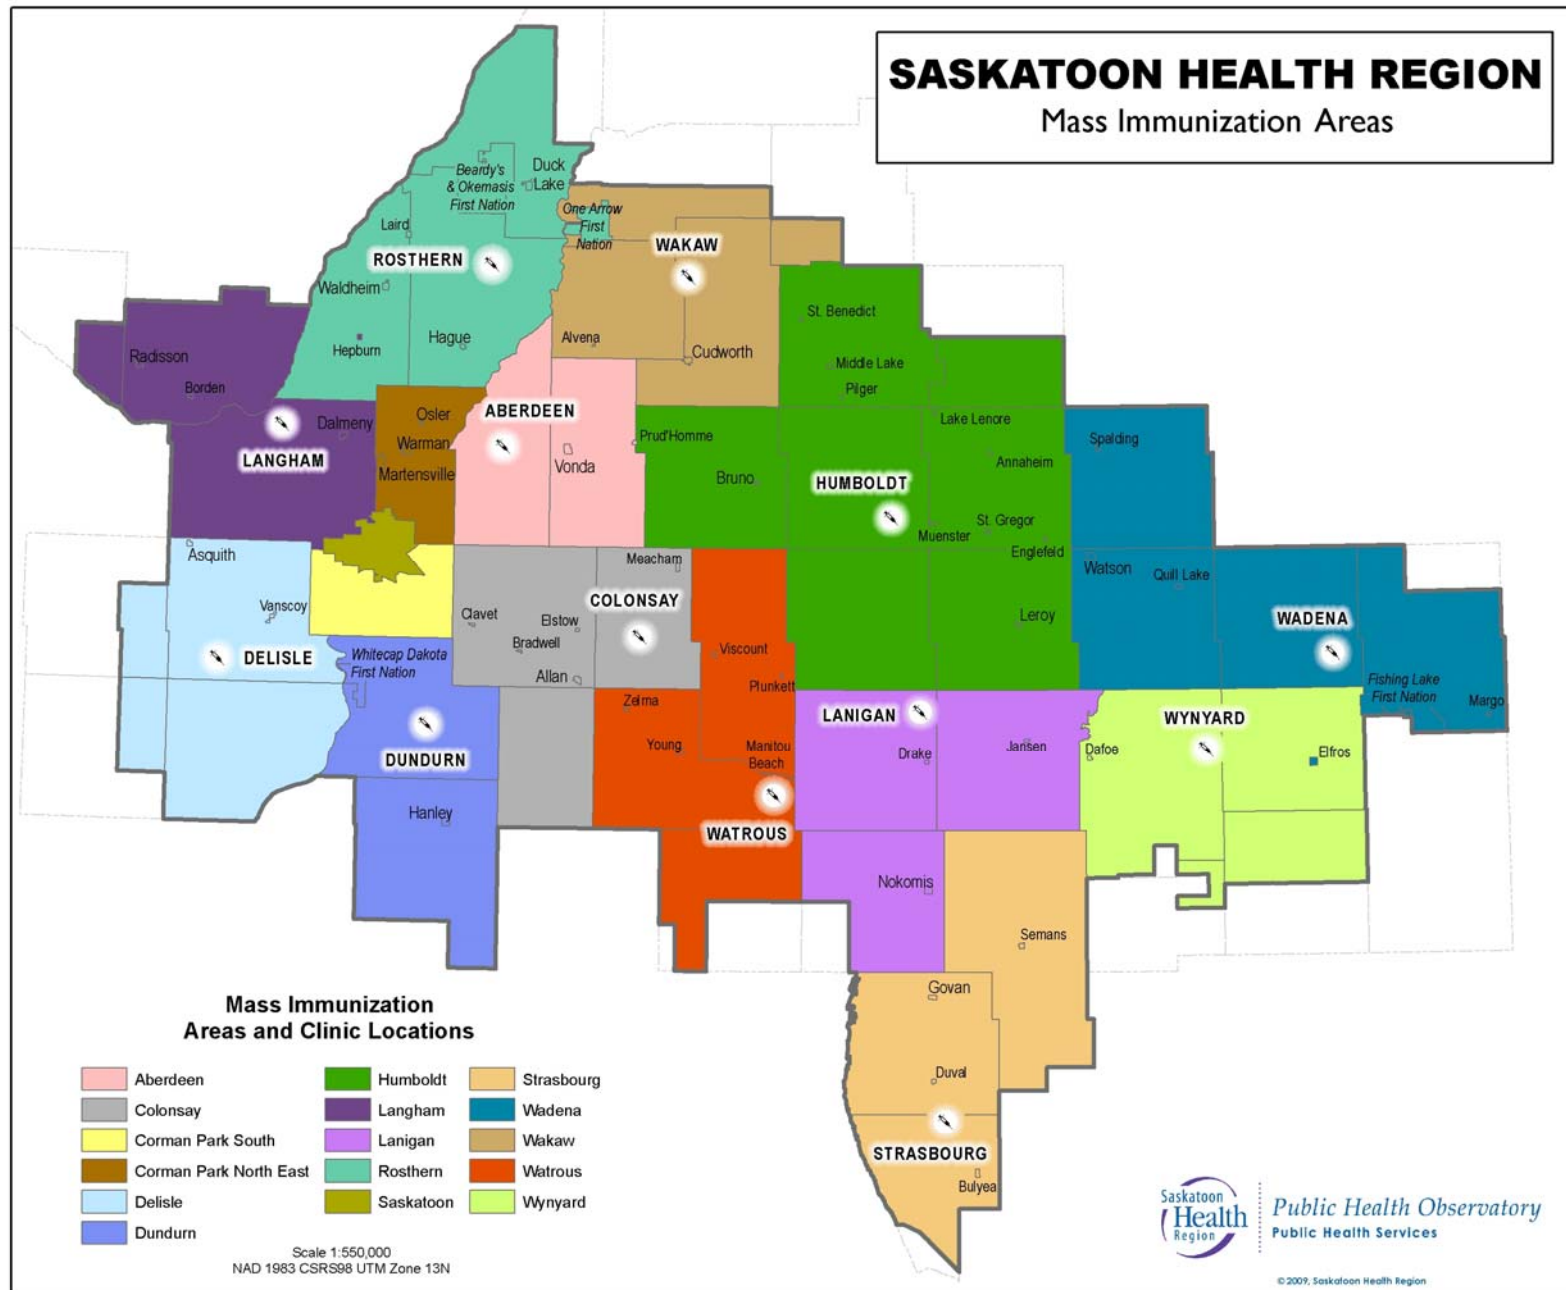 SASKATOON HEALTH REGION
Mass Immunization Areas
Beardy's
& Okemasis
First Nation
Duck
Lake
One Arrow
First
Nation
Laird
ROSTHERN
WAKAW
Waldheim
St. Benedict
Hague
Hepburn
Alvena
Cudworth
Radisson
Borden
Middle Lake
Pilger
Dalmeny
Osler
ABERDEEN
Lake Lenore
Warman
Prud'Homme
Spalding
LANGHAM
Martensville
Vonda
Bruno
HUMBOLDT
Annaheim
St. Gregor
Muenster
Englefeld
Asquith
Meacham
Watson
Quill Lake
Vanscoy
COLONSAY
Clavet
Elstow
Bradwell
Leroy
WADENA
DELISLE
Whitecap Dakota
First Nation
Viscount
Allan
Plunkett
Fishing Lake
First Nation
Margo
Zelma
LANIGAN
WYNYARD
Young
Manitou
Beach
Drake
Jansen
Dafoe
Elfros
DUNDURN
Hanley
WATROUS
Nokomis
Semans
Govan
Duval
STRASBOURG
Bulyea
Mass Immunization
Areas and Clinic Locations
Aberdeen
Colonsay
Corman Park South
Corman Park North East
Delisle
Dundurn
Humboldt
Langham
Lanigan
Rosthern
Saskatoon
Strasbourg
Wadena
Wakaw
Watrous
Wynyard
Scale 1:550,000
NAD 1983 CSRS98 UTM Zone 13N
Saskatoon
Health
Region
Public Health Observatory
Public Health Services
© 2009, Saskatoon Health Region